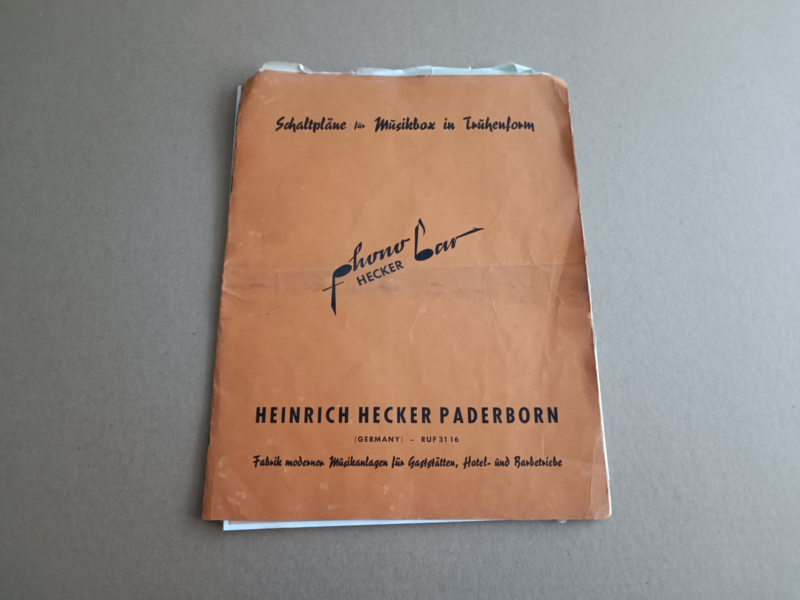 Schaltpläne für Musikbox in Truhenform
phono bar
HECKER
HEINRICH HECKER PADERBORN
(GERMANY) - RUF 31 16
Fabrik moderner Musikanlagen für Gaststätten, Hotel- und Barbetriebe